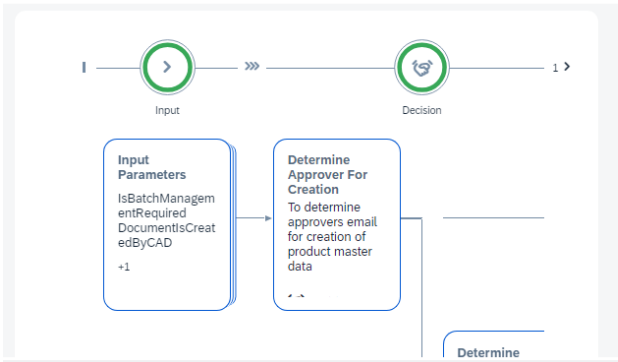 1
Input
Decision
Input
Parameters
IsBatchManagem
entRequired
DocumentIsCreat
edByCAD
+1
Determine
Approver For
Creation
To determine
approvers email
for creation of
product master
data
Determine